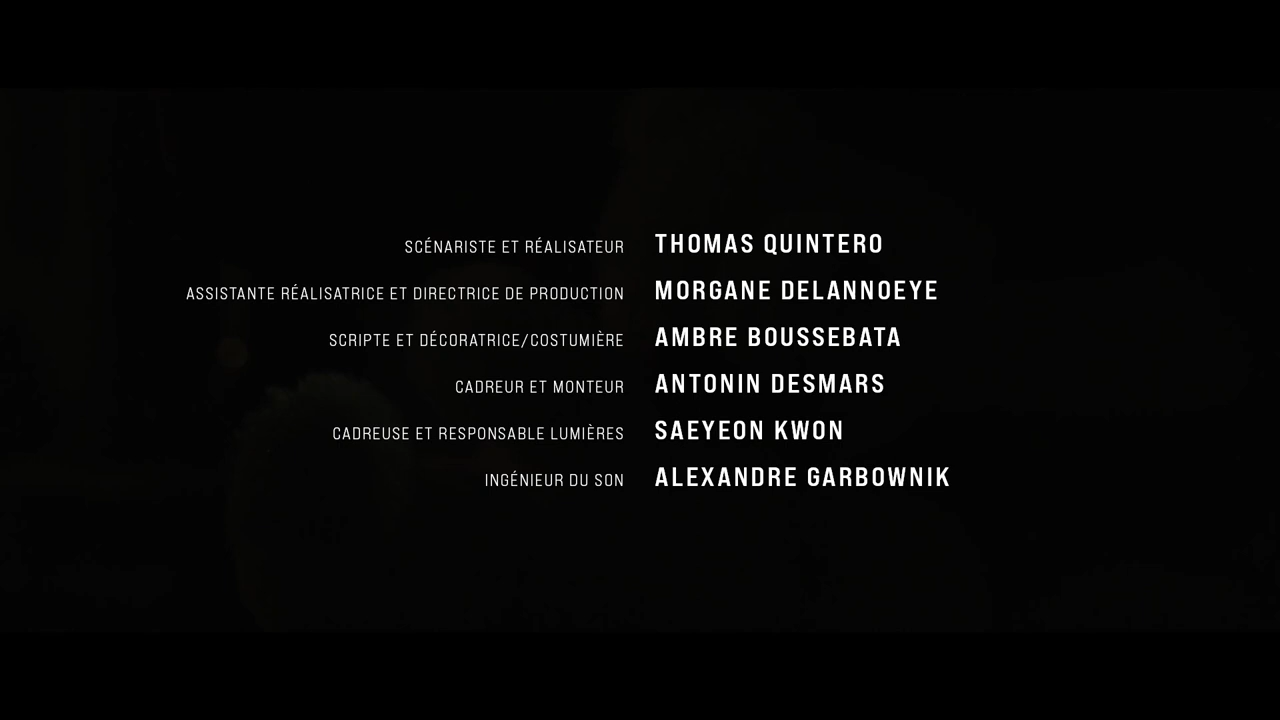 SCÉNARISTE ET RÉALISATEUR THOMAS QUINTERO
ASSISTANTE RÉALISATRICE ET DIRECTRICE DE PRODUCTION MORGANE DELANNOEYE
SCRIPTE ET DÉCORATRICE/COSTUMIÈRE AMBRE BOUSSEBATA
CADREUR ET MONTEUR ANTONIN DESMARS
CADREUSE ET RESPONSABLE LUMIÈRES SAEYEON KWON
INGÉNIEUR DU SON ALEXANDRE GARBOWNIK